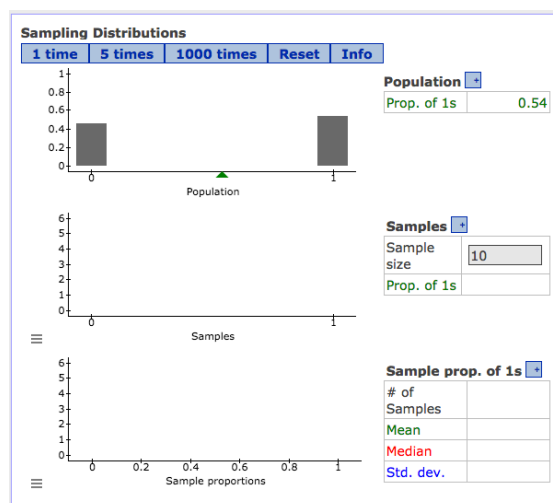 Sampling Distributions
1 time 5 times 1000 times Reset Info
1
0.8
0.6
0.4
0.2
0
0 1
Population
Population +
Prop. of 1s 0.54
6
5
4
3
2
1
0
0 1
Samples
Samples +
Sample
size
10
Prop. of 1s
6
5
4
3
2
1
0
0 0.2 0.4 0.6 0.8 1
Sample proportions
Sample prop. of 1s +
# of
Samples
Mean
Median
Std. dev.